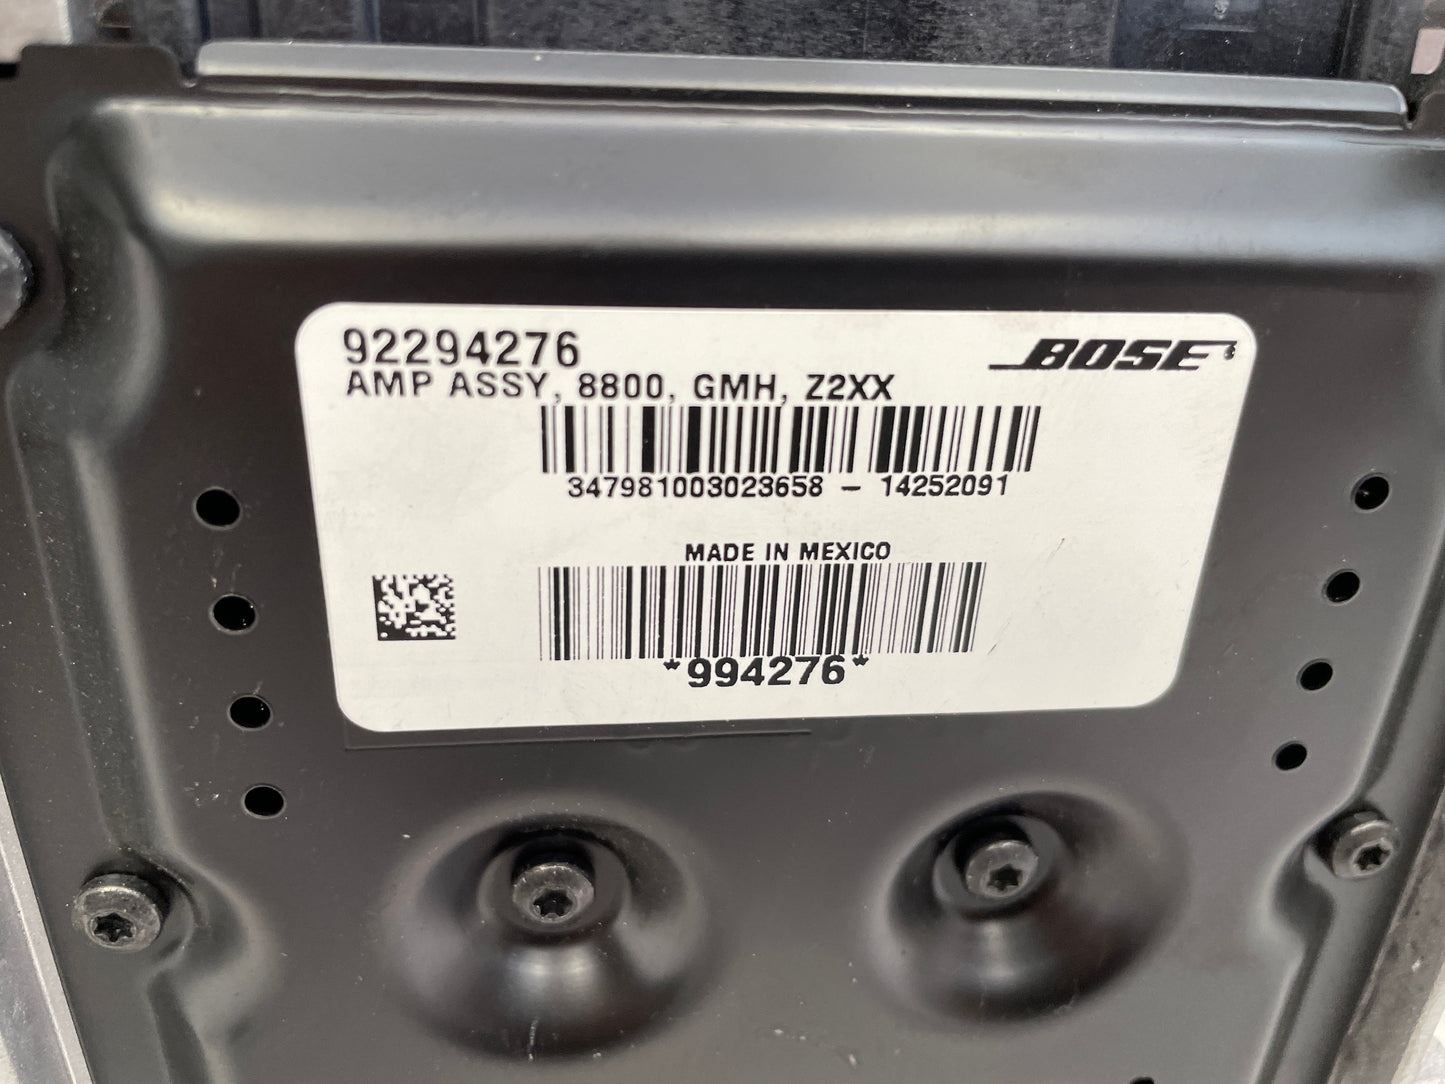 92294276
BOSE
AMP ASSY, 8800, GMH, Z2XX
347981003023658 – 14252091
MADE IN MEXICO
*994276*